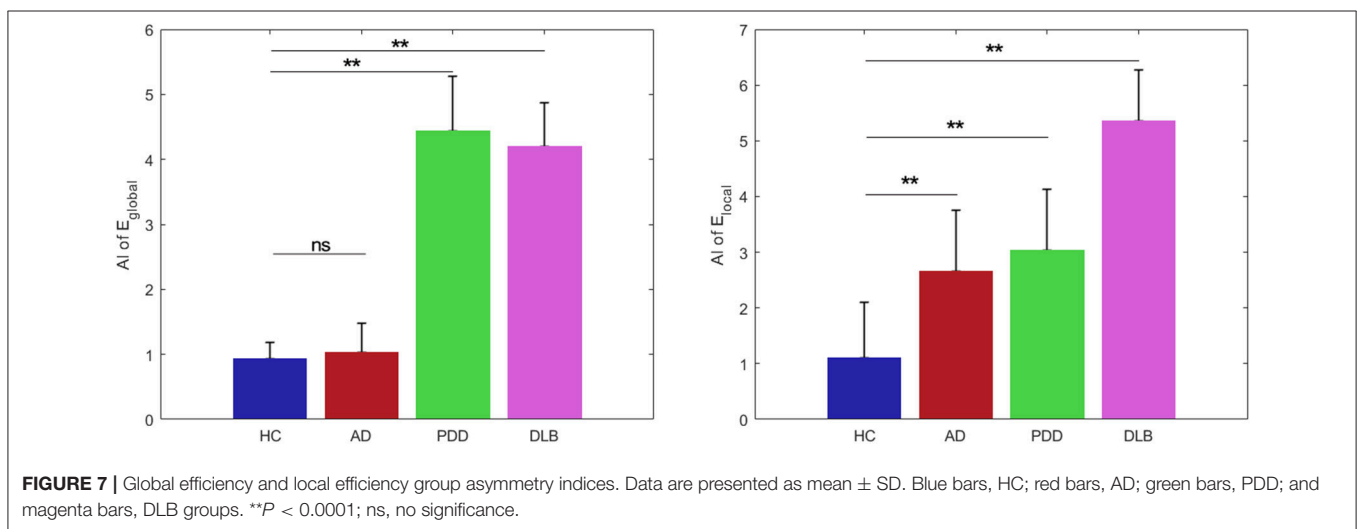 6
5
4
3
2
1
0
AI of E_global
**
**
ns
HC AD PDD DLB
7
6
5
4
3
2
1
0
AI of E_local
**
**
**
HC AD PDD DLB
FIGURE 7 | Global efficiency and local efficiency group asymmetry indices. Data are presented as mean ± SD. Blue bars, HC; red bars, AD; green bars, PDD; and
magenta bars, DLB groups. **P < 0.0001; ns, no significance.